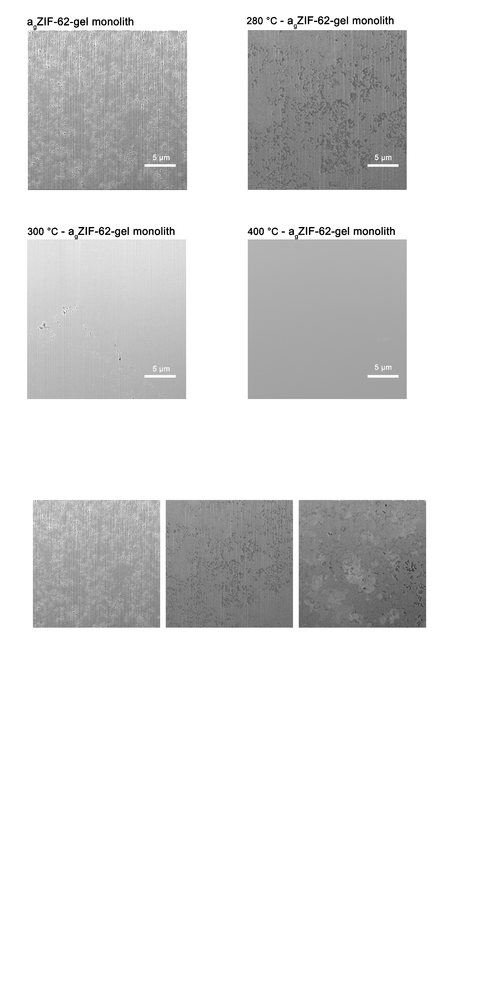 agZIF-62-gel monolith
280 °C - agZIF-62-gel monolith
5 μm
5 μm
300 °C - agZIF-62-gel monolith
400 °C - agZIF-62-gel monolith
5 μm
5 μm